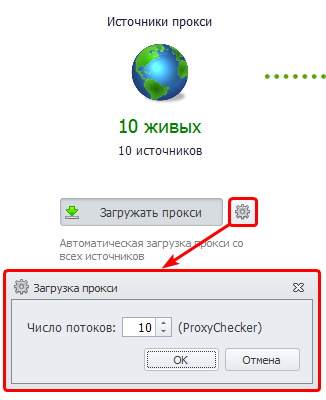 Источники прокси
10 живых
10 источников
Загружать прокси
Автоматическая загрузка прокси со
всех источников
Загрузка прокси
Число потоков: 10 (ProxyChecker)
OK Отмена